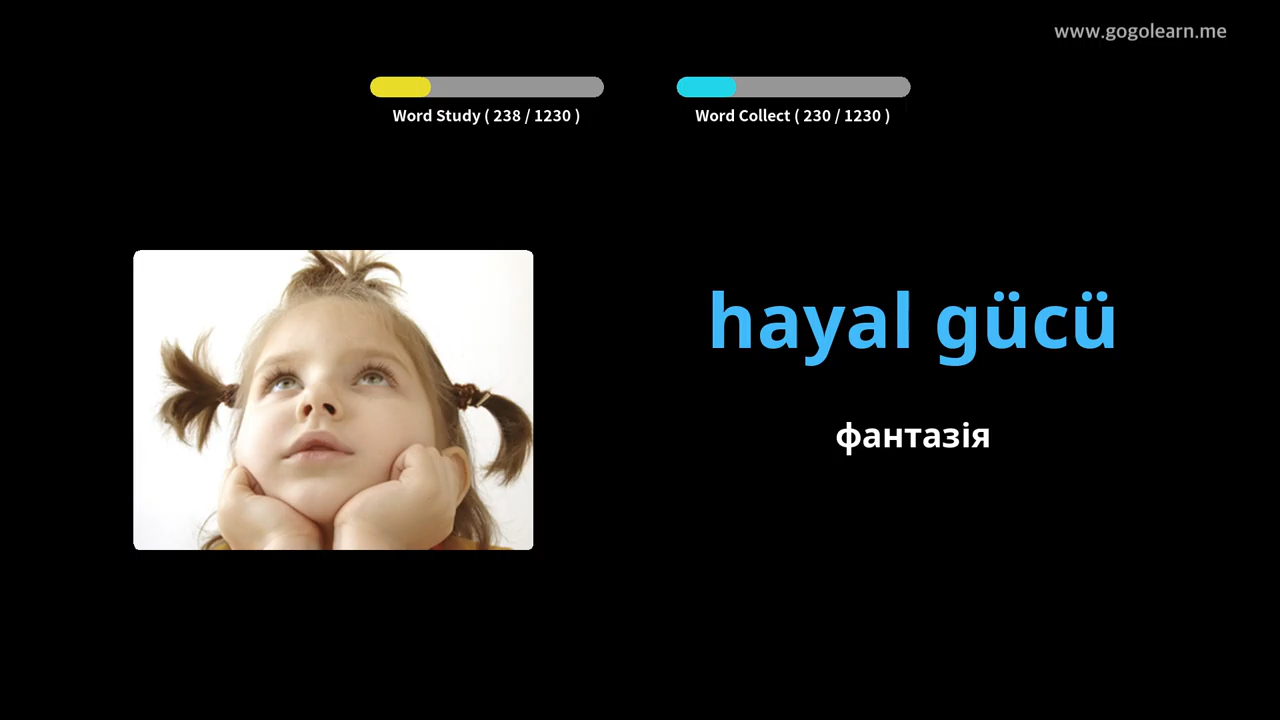 www.gogolearn.me
Word Study ( 238 / 1230 )
Word Collect ( 230 / 1230 )
hayal gücü
фантазія